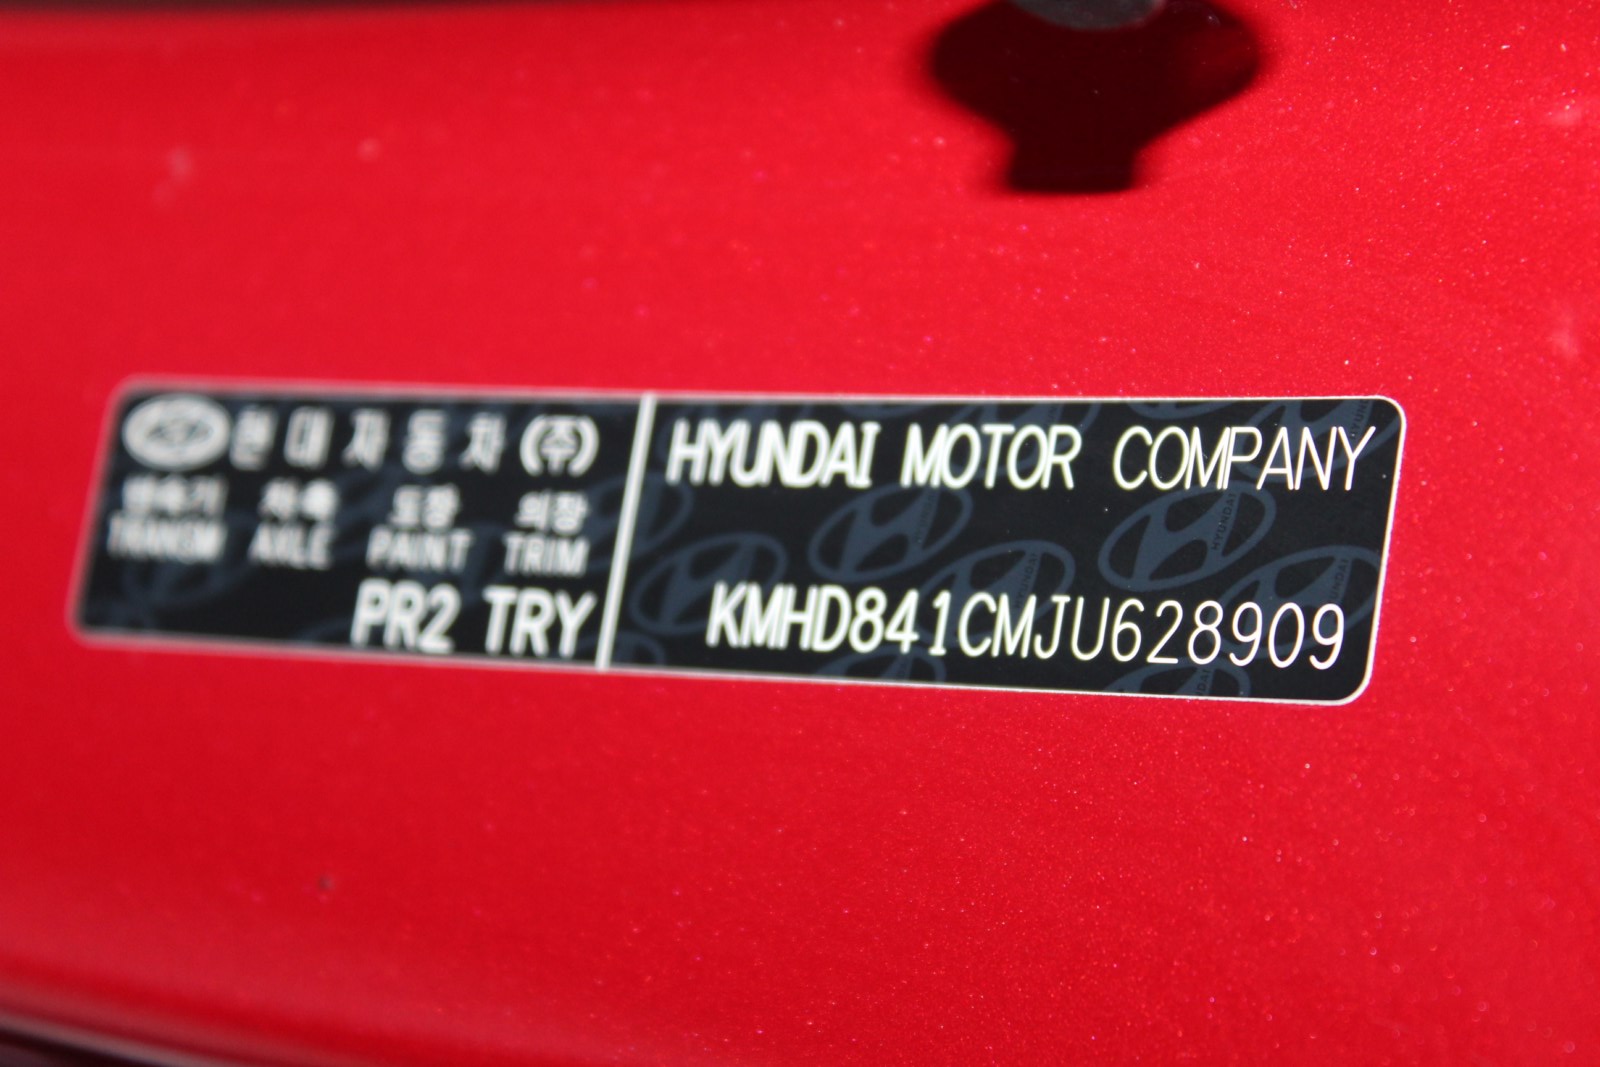 현대자동차(주)
변속기 차축 도장 의장
TRANSM AXLE PAINT TRIM
PR2 TRY
HYUNDAI MOTOR COMPANY
KMHD841CMJU628909